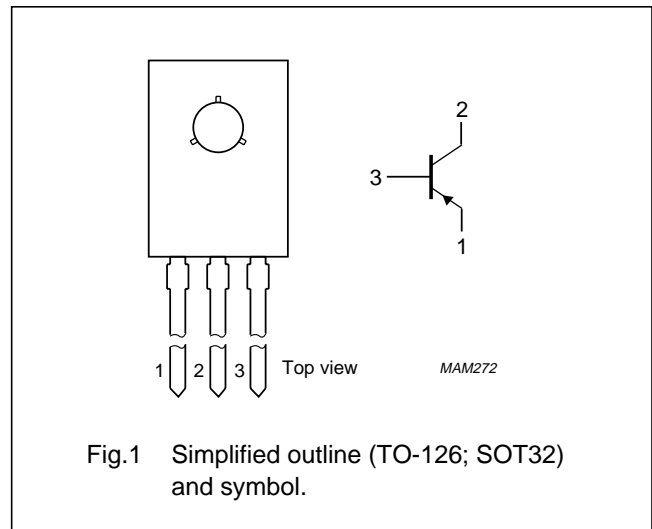 2
3
1
1 2 3 Top view MAM272
Fig.1 Simplified outline (TO-126; SOT32)
and symbol.